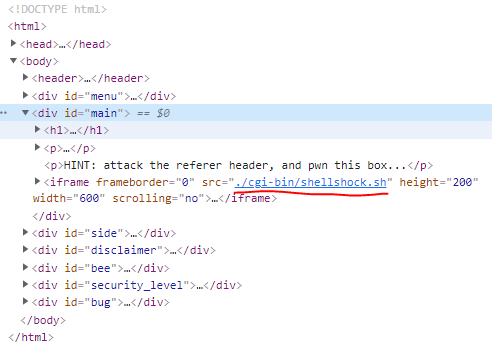 <!DOCTYPE html>
<html>
<head>…</head>
<body>
<header>…</header>
<div id="menu">…</div>
<div id="main"> == $0
<h1>…</h1>
<p>…</p>
<p>HINT: attack the referer header, and pwn this box...</p>
<iframe frameborder="0" src="./cgi-bin/shellshock.sh" height="200"
width="600" scrolling="no">…</iframe>
</div>
<div id="side">…</div>
<div id="disclaimer">…</div>
<div id="bee">…</div>
<div id="security_level">…</div>
<div id="bug">…</div>
</body>
</html>